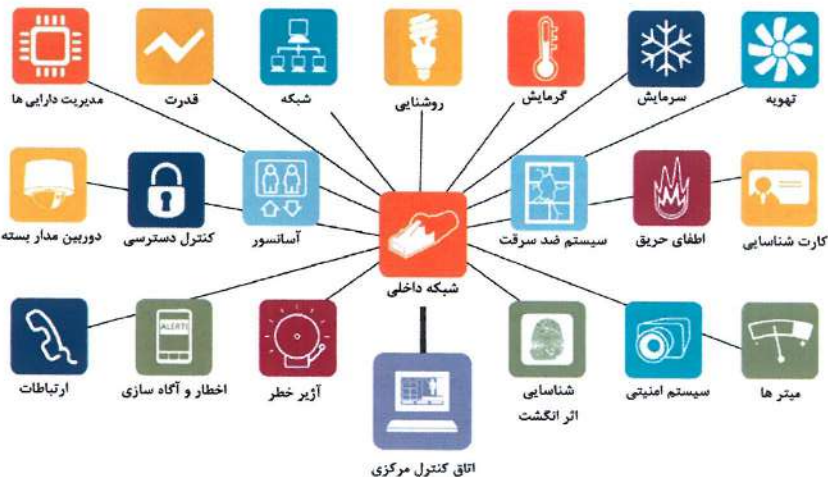 مدیریت دارایی ها
قدرت
شبکه
روشنایی
گرمایش
سرمایش
تهویه
دوربین مدار بسته
کنترل دسترسی
آسانسور
سیستم ضد سرقت
اطفای حریق
کارت شناسایی
شبکه داخلی
ارتباطات
ALERTS
اخطار و آگاه سازی
آژیر خطر
شناسایی
اثر انگشت
سیستم امنیتی
میتر ها
اتاق کنترل مرکزی